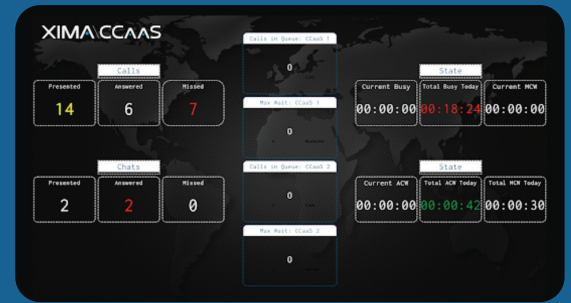 XIMA\CCAAS
Calls
Presented
14
Answered
6
Missed
7
Chats
Presented
2
Answered
2
Missed
0
Calls in Queue: CCaaS 1
0
Max Wait: CCaaS 1
0
Calls in Queue: CCaaS 2
0
Max Wait: CCaaS 2
0
State
Current Busy
00:00:00
Total Busy Today
00:18:24
Current MCW
00:00:00
State
Current ACW
00:00:00
Total ACW Today
00:00:42
Total MCW Today
00:00:30